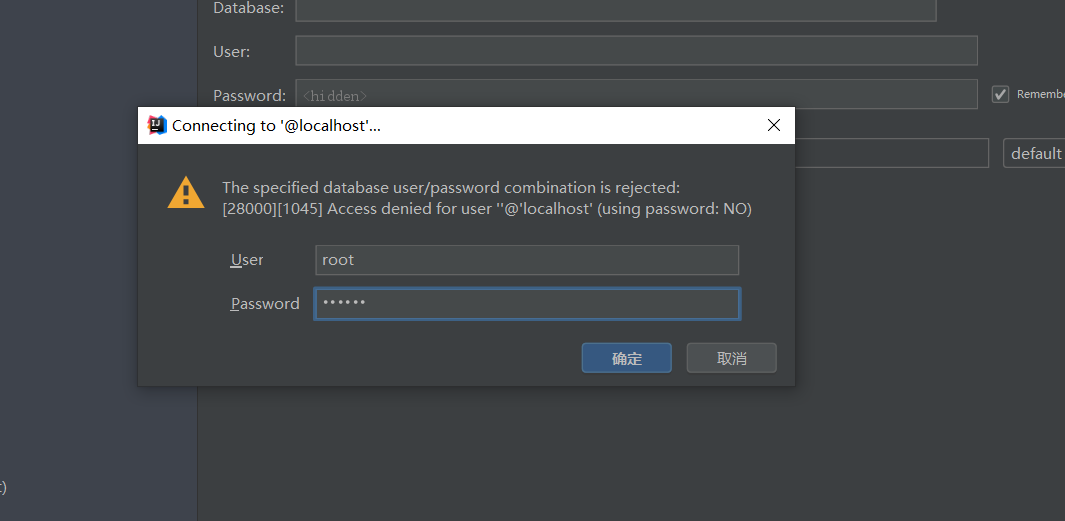 Database:
User:
Password: <hidden>
Connecting to '@localhost'...
The specified database user/password combination is rejected:
[28000][1045] Access denied for user ''@'localhost' (using password: NO)
User root
Password ••••••
确定 取消
default